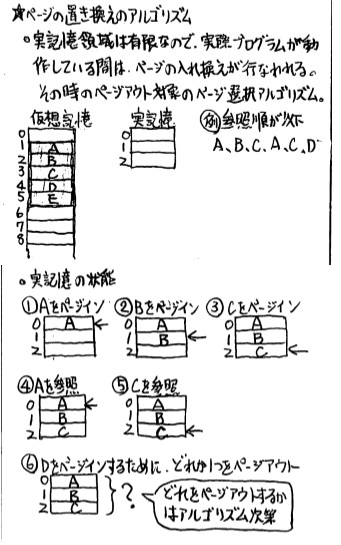 ☆ページの置き換えのアルゴリズム
○実記憶領域は有限なので、実際プログラムが動
作している間は、ページの入れ換えが行なわれる。
その時のページアウト対象のページ選択アルゴリズム。
仮想記憶 実記憶 例 参照順が以下
A、B、C、A、C、D
0
1 A
2 B
3 C
4 D
5 E
6
7
8
0
1
2
○実記憶の状態
①Aをページイン ②Bをページイン ③Cをページイン
0 A
1
2
0 A
1 B
2
0 A
1 B
2 C
④Aを参照 ⑤Cを参照
0 A
1 B
2 C
0 A
1 B
2 C
⑥Dをページインするために、どれか1つをページアウト
0 A
1 B
2 C
? どれをページアウトするか
はアルゴリズム次第